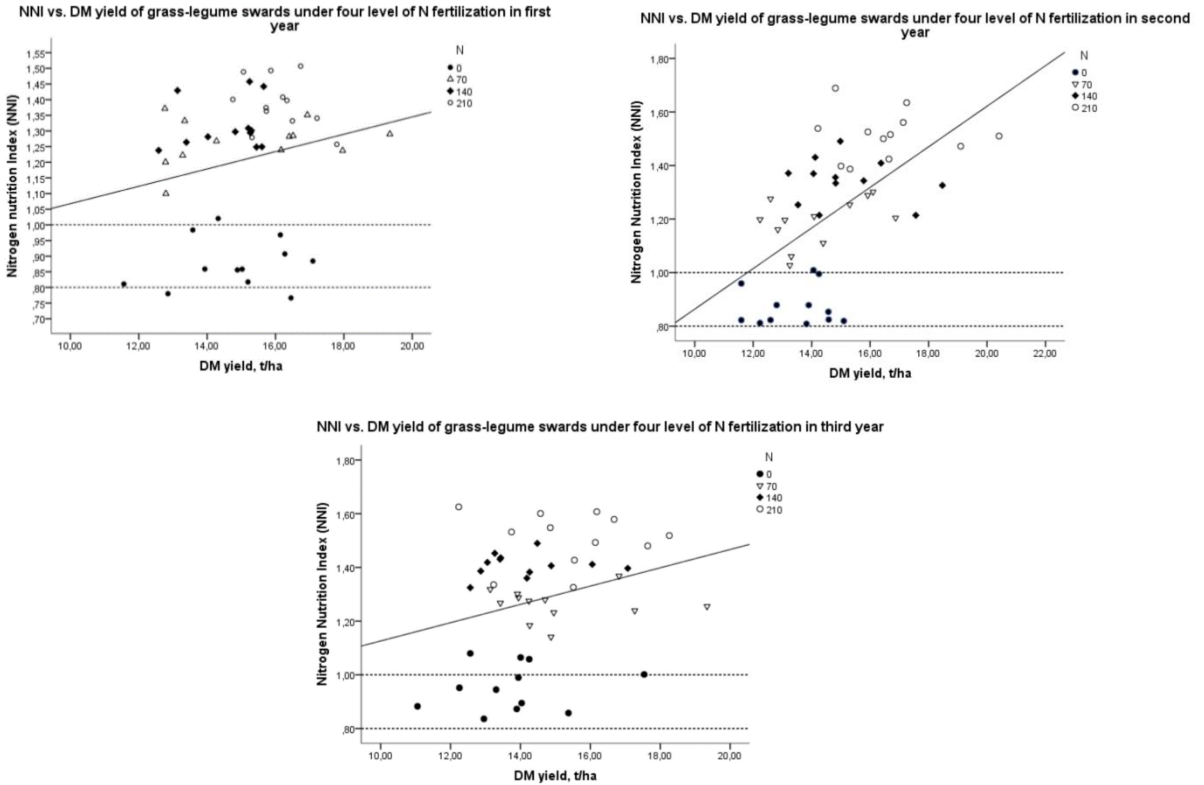 NNI vs. DM yield of grass-legume swards under four level of N fertilization in first
year
Nitrogen nutrition Index (NNI)
1,55
1,50
1,45
1,40
1,35
1,30
1,25
1,20
1,15
1,10
1,05
1,00
,95
,90
,85
,80
,75
,70
10,00 12,00 14,00 16,00 18,00 20,00
DM yield, t/ha
N
0
70
140
210
NNI vs. DM yield of grass-legume swards under four level of N fertilization in second
year
Nitrogen Nutrition Index (NNI)
1,80
1,60
1,40
1,20
1,00
,80
10,00 12,00 14,00 16,00 18,00 20,00 22,00
DM yield, t/ha
N
0
70
140
210
NNI vs. DM yield of grass-legume swards under four level of N fertilization in third year
Nitrogen Nutrition Index (NNI)
1,80
1,60
1,40
1,20
1,00
,80
10,00 12,00 14,00 16,00 18,00 20,00
DM yield, t/ha
N
0
70
140
210